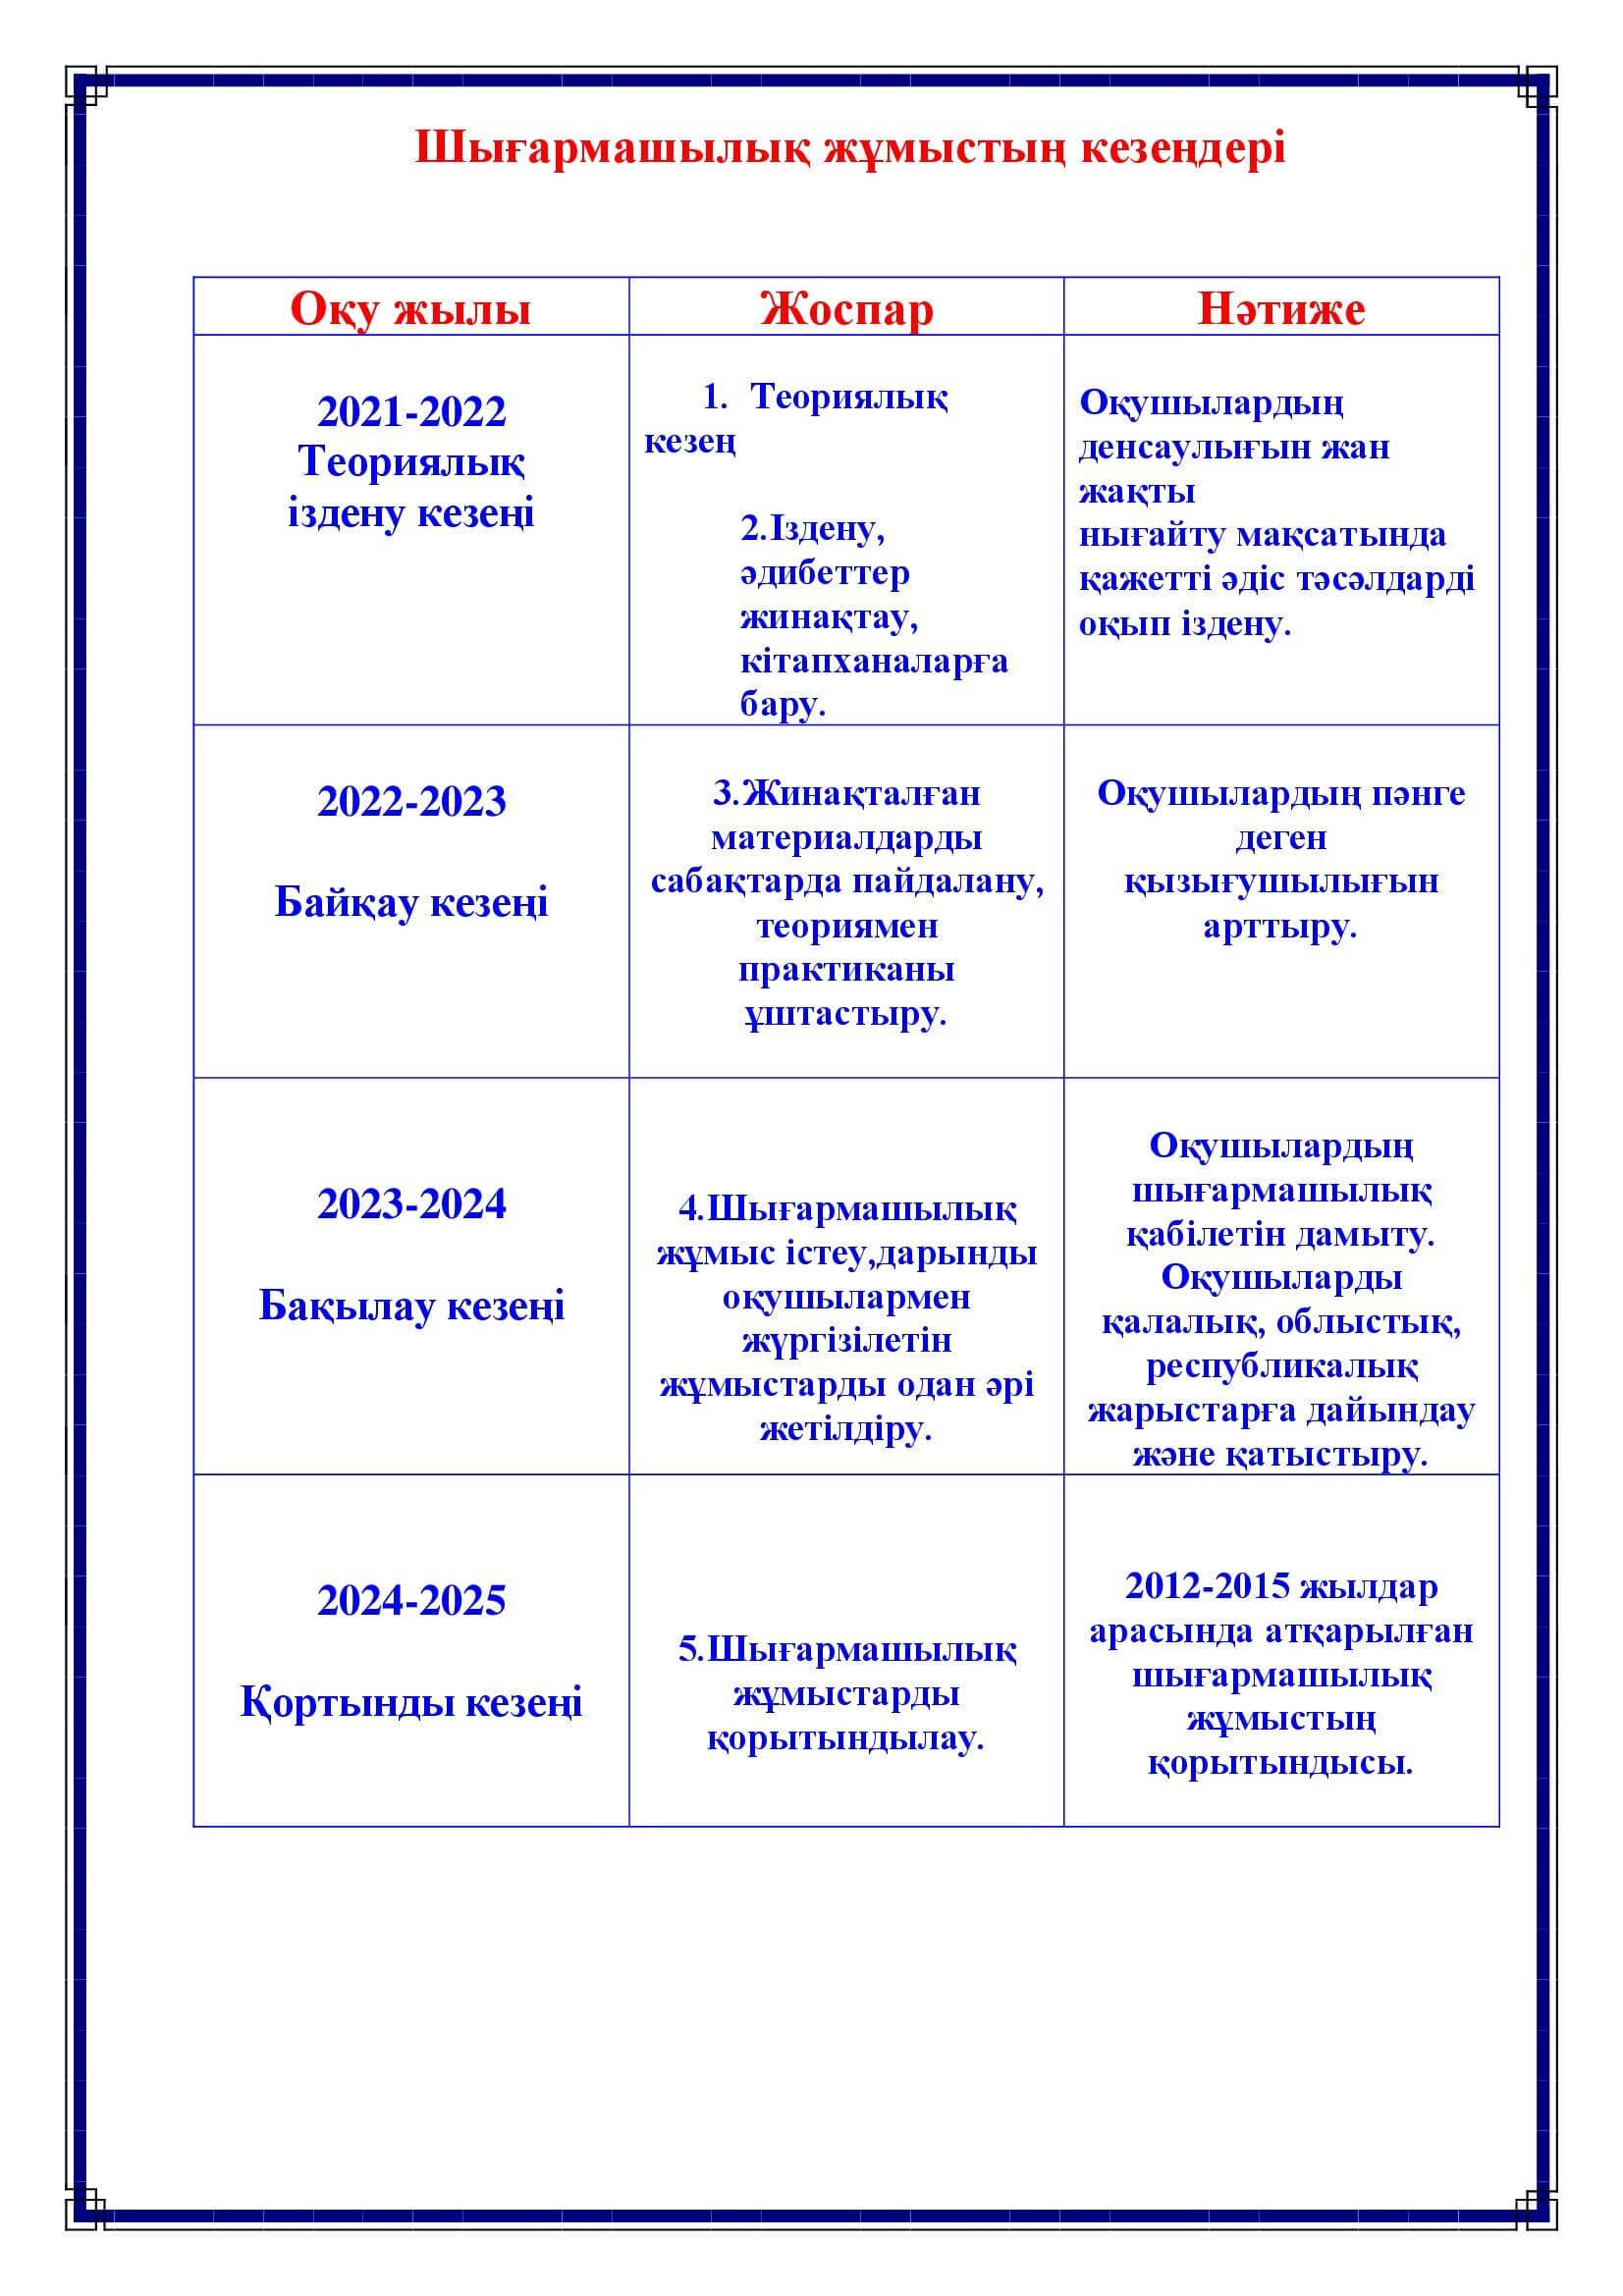 Шығармашылық жұмыстың кезеңдері
Оқу жылы
Жоспар
Нәтиже
2021-2022
Теориялық
іздену кезеңі
1. Теориялық
кезең
2.Іздену,
әдибеттер
жинақтау,
кітапханаларға
бару.
Оқушылардың
денсаулығын жан
жақты
нығайту мақсатында
қажетті әдіс тәсәлдарді
оқып іздену.
2022-2023
Байқау кезеңі
3.Жинақталған
материалдарды
сабақтарда пайдалану,
теориямен
практиканы
ұштастыру.
Оқушылардың пәнге
деген
қызығушылығын
арттыру.
2023-2024
Бақылау кезеңі
4.Шығармашылық
жұмыс істеу,дарынды
оқушылармен
жүргізілетін
жұмыстарды одан әрі
жетілдіру.
Оқушылардың
шығармашылық
қабілетін дамыту.
Оқушыларды
қалалық, облыстық,
республикалық
жарыстарға дайындау
және қатыстыру.
2024-2025
Қортынды кезеңі
5.Шығармашылық
жұмыстарды
қорытындылау.
2012-2015 жылдар
арасында атқарылған
шығармашылық
жұмыстың
қорытындысы.